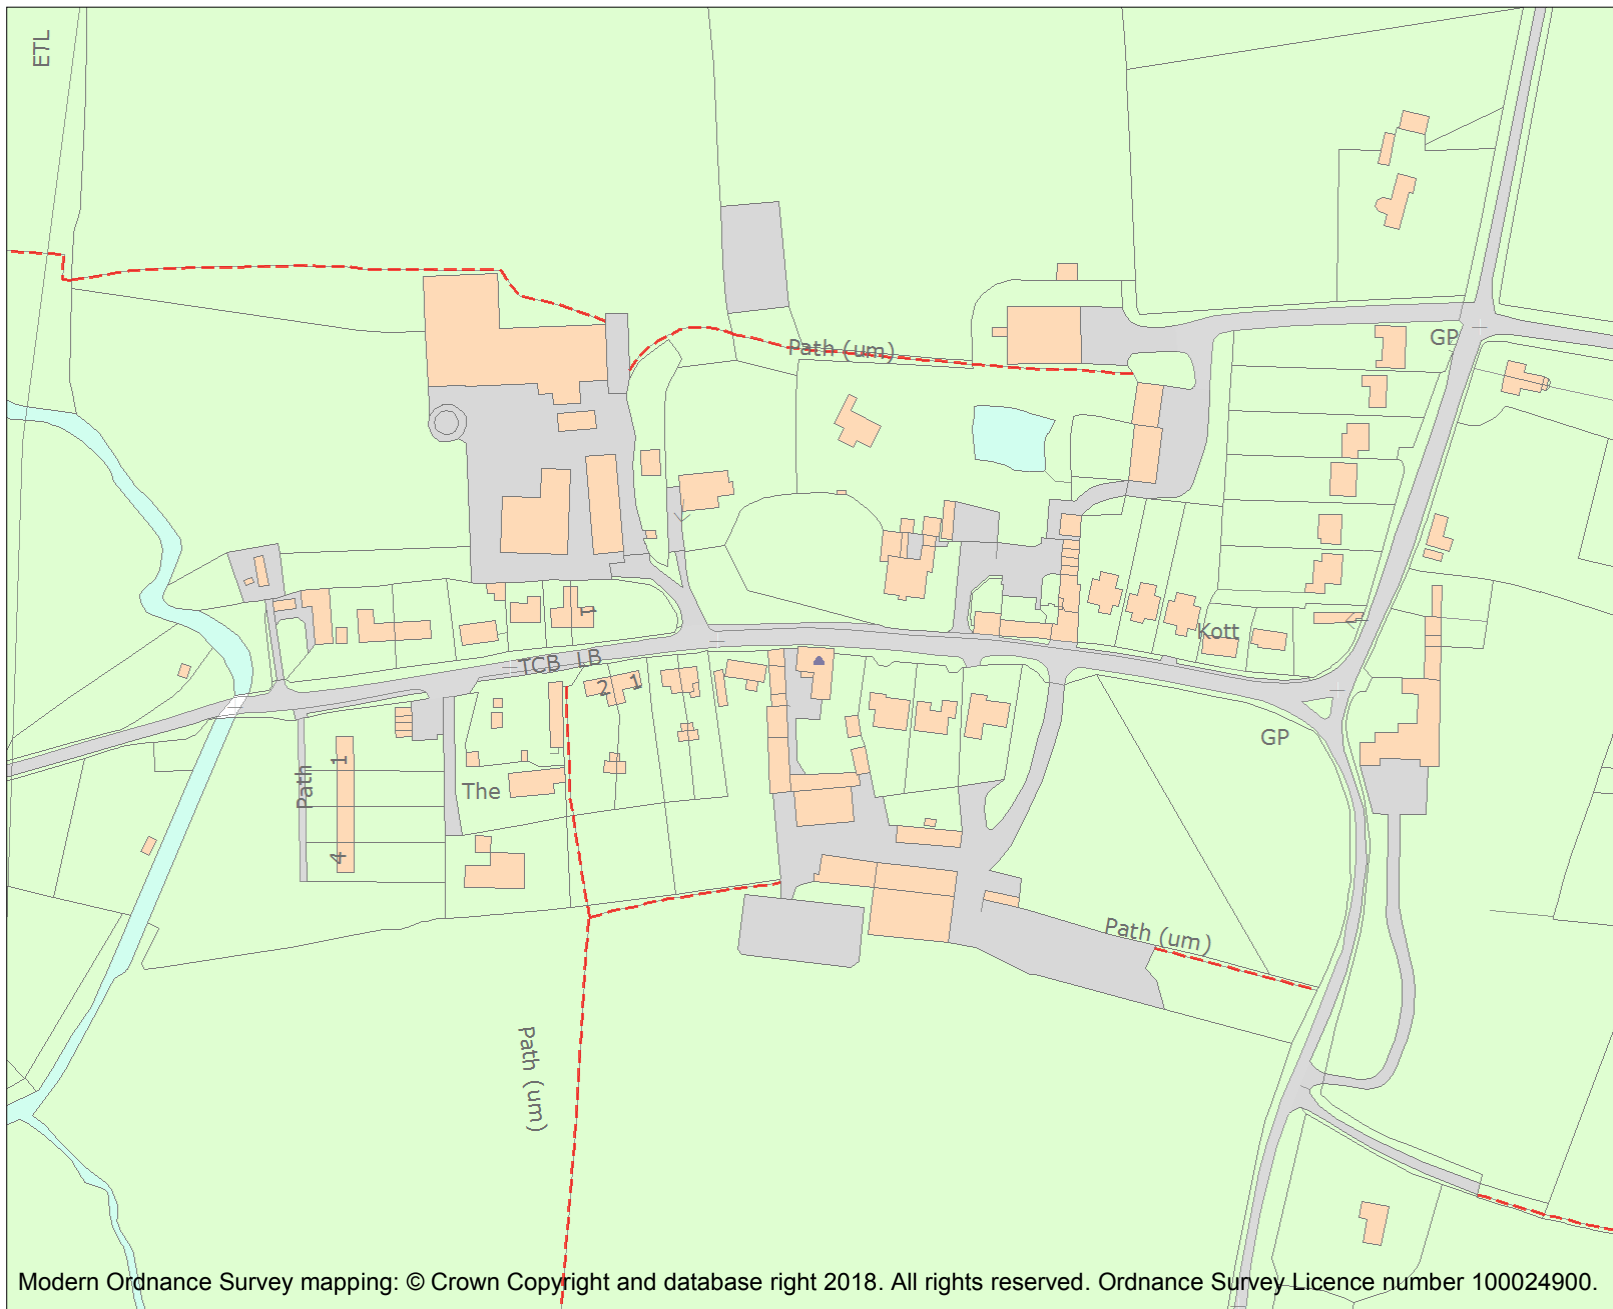 ETL
GP
Path (um)
1
Kott
TCB LB
2 1
GP
Path
1
The
4
Path (um)
Path (um)
Modern Ordnance Survey mapping: © Crown Copyright and database right 2018. All rights reserved. Ordnance Survey Licence number 100024900.